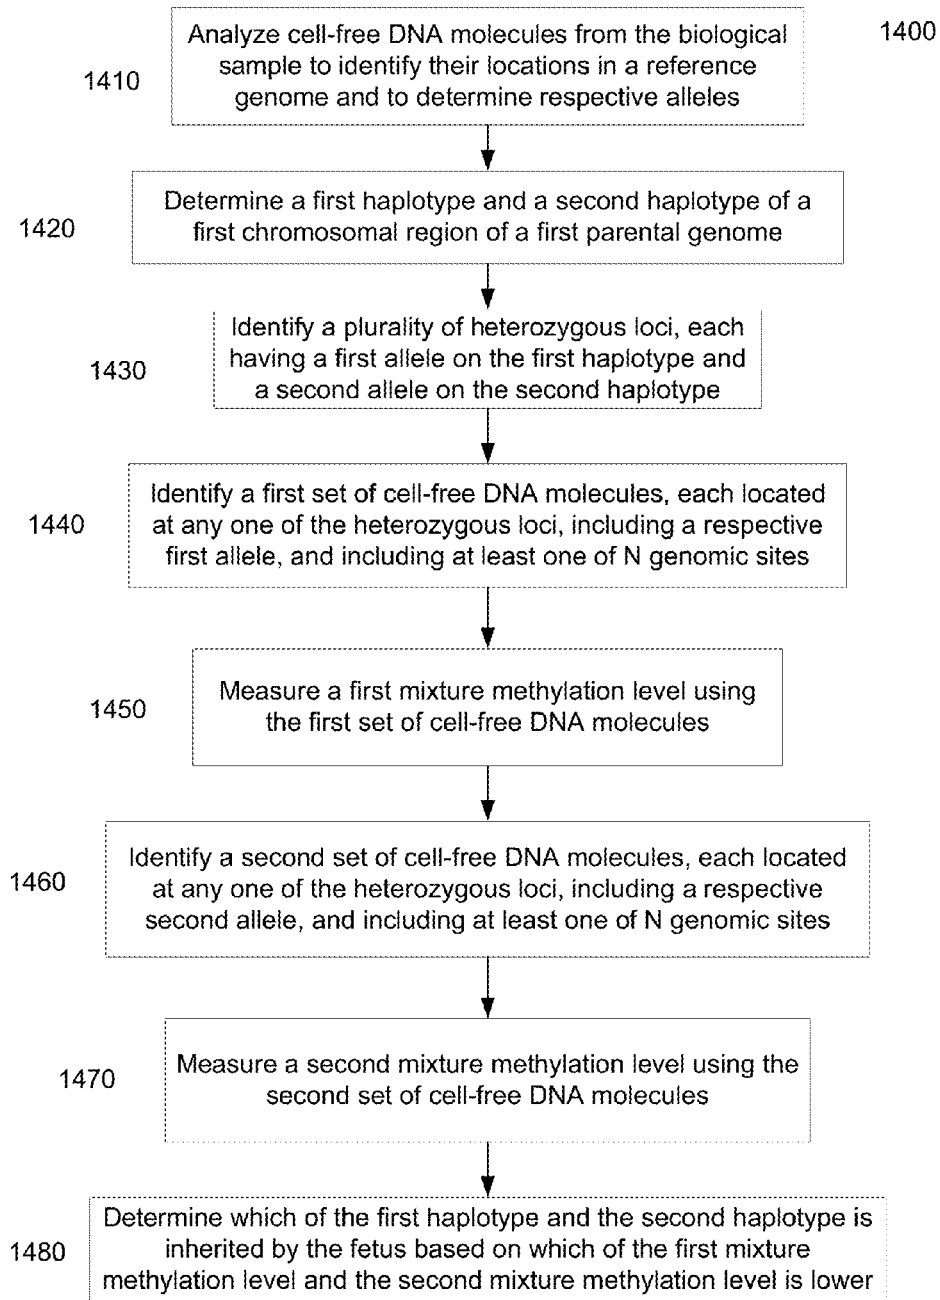 1400
Analyze cell-free DNA molecules from the biological
sample to identify their locations in a reference
genome and to determine respective alleles
1410
Determine a first haplotype and a second haplotype of a
first chromosomal region of a first parental genome
1420
Identify a plurality of heterozygous loci, each
having a first allele on the first haplotype and
a second allele on the second haplotype
1430
Identify a first set of cell-free DNA molecules, each located
at any one of the heterozygous loci, including a respective
first allele, and including at least one of N genomic sites
1440
Measure a first mixture methylation level using
the first set of cell-free DNA molecules
1450
Identify a second set of cell-free DNA molecules, each located
at any one of the heterozygous loci, including a respective
second allele, and including at least one of N genomic sites
1460
Measure a second mixture methylation level using the
second set of cell-free DNA molecules
1470
Determine which of the first haplotype and the second haplotype is
inherited by the fetus based on which of the first mixture
methylation level and the second mixture methylation level is lower
1480